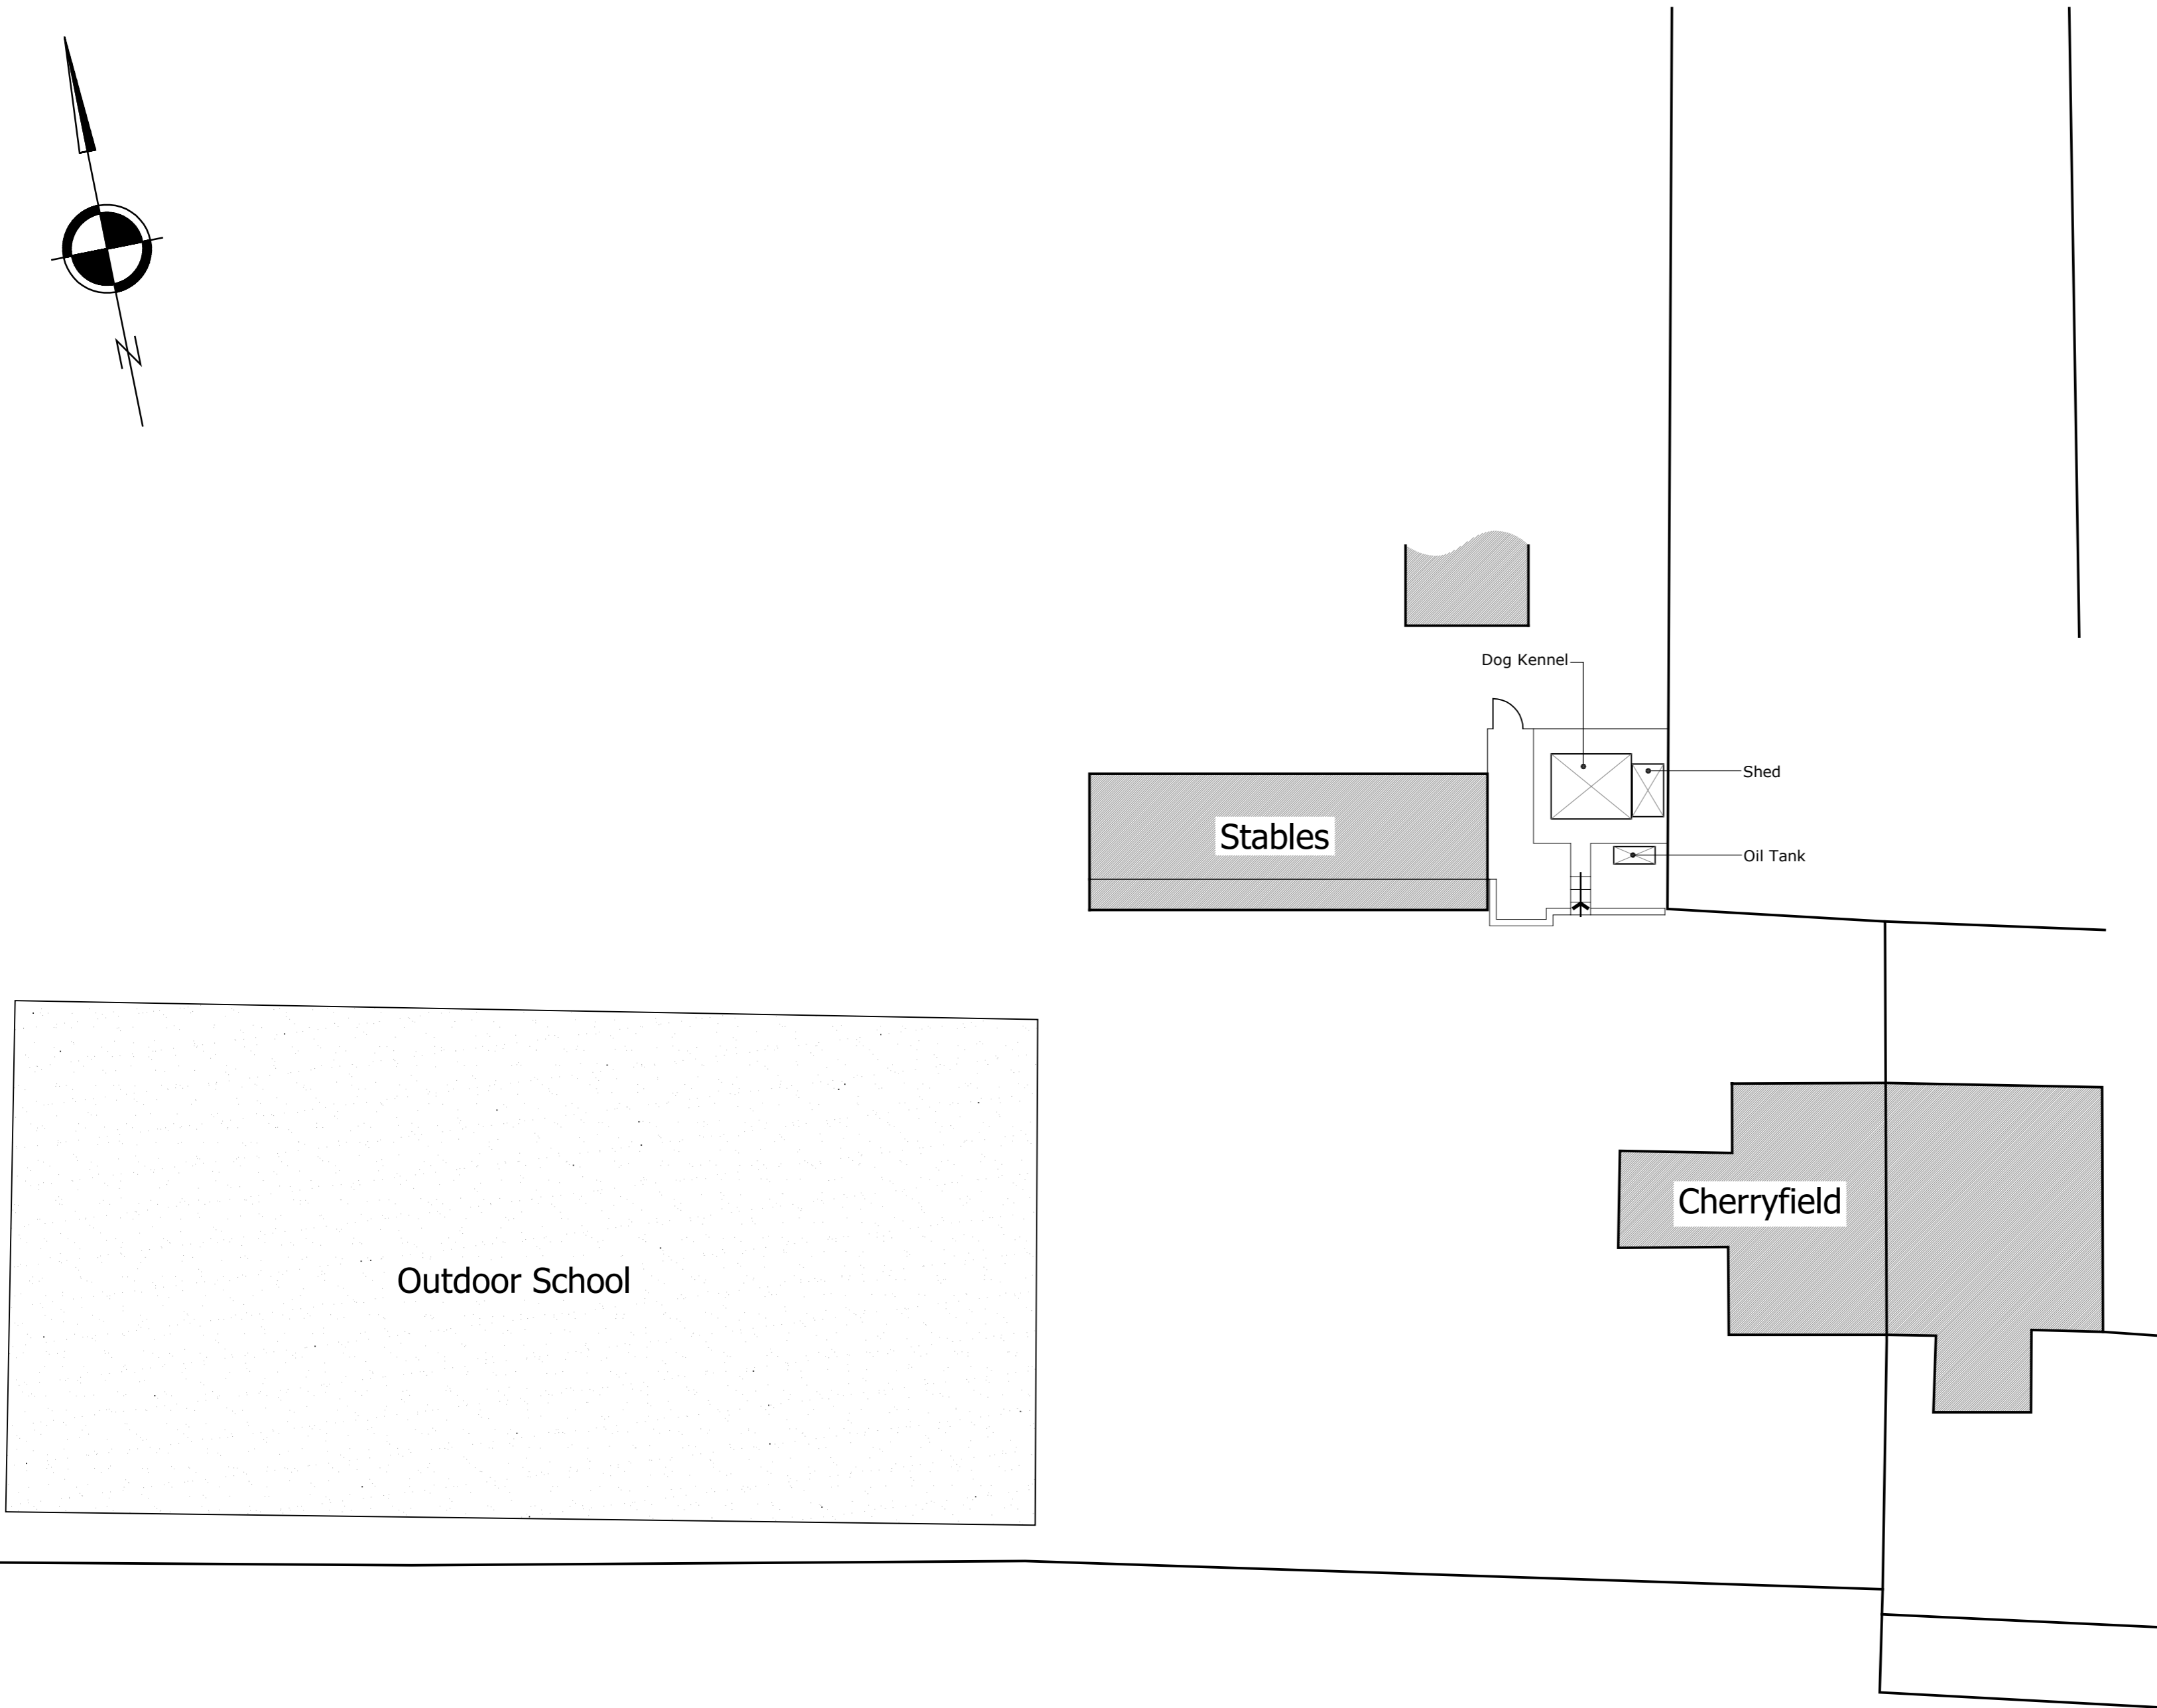 N
Dog Kennel
Shed
Stables
Oil Tank
Cherryfield
Outdoor School